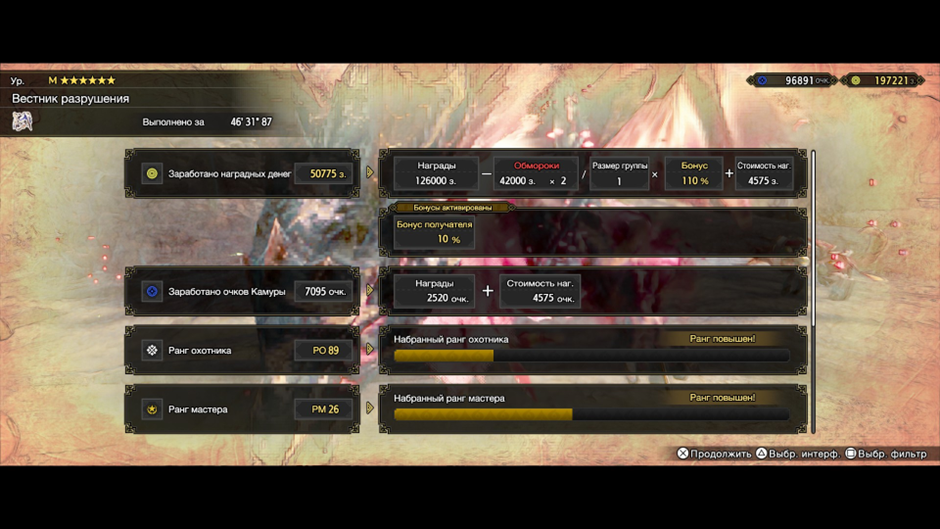 Ур. M ★★★★★★
96891 очк.
197221 з.
Вестник разрушения
Выполнено за 46' 31" 87
Заработано наградных денег 50775 з.
Награды
126000 з.
—
Обмороки
42000 з. × 2
/
Размер группы
1
×
Бонус
110 %
+
Стоимость наг.
4575 з.
Бонусы активированы
Бонус получателя
10 %
Заработано очков Камуры 7095 очк.
Награды
2520 очк.
+
Стоимость наг.
4575 очк.
Ранг охотника РО 89
Набранный ранг охотника
Ранг повышен!
Ранг мастера РМ 26
Набранный ранг мастера
Ранг повышен!
Продолжить Выбр. интерф. Выбр. фильтр